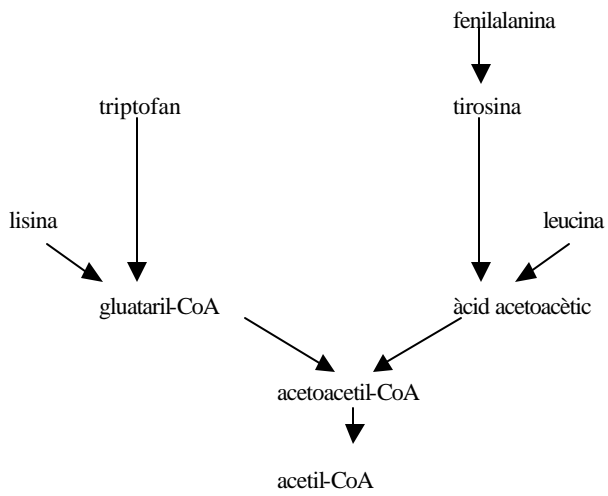 fenilalanina
triptofan
tirosina
lisina
leucina
gluataril-CoA
àcid acetoacètic
acetoacetil-CoA
acetil-CoA